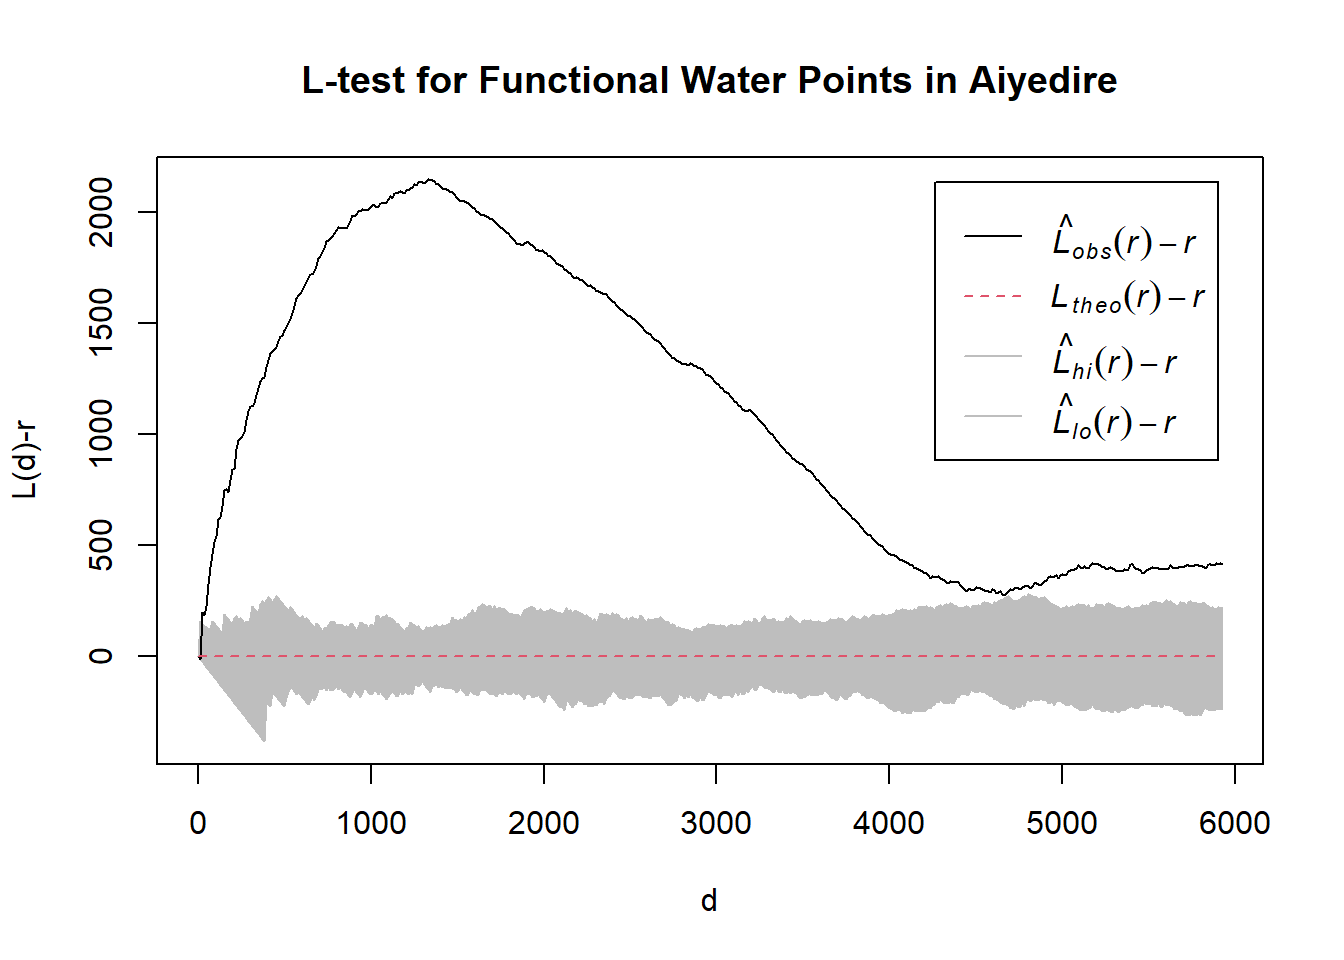 L-test for Functional Water Points in Aiyedire
L(d)-r
2000
1500
1000
500
0
0 1000 2000 3000 4000 5000 6000
d
L̂obs(r) − r
Ltheo(r) − r
L̂hi(r) − r
L̂lo(r) − r